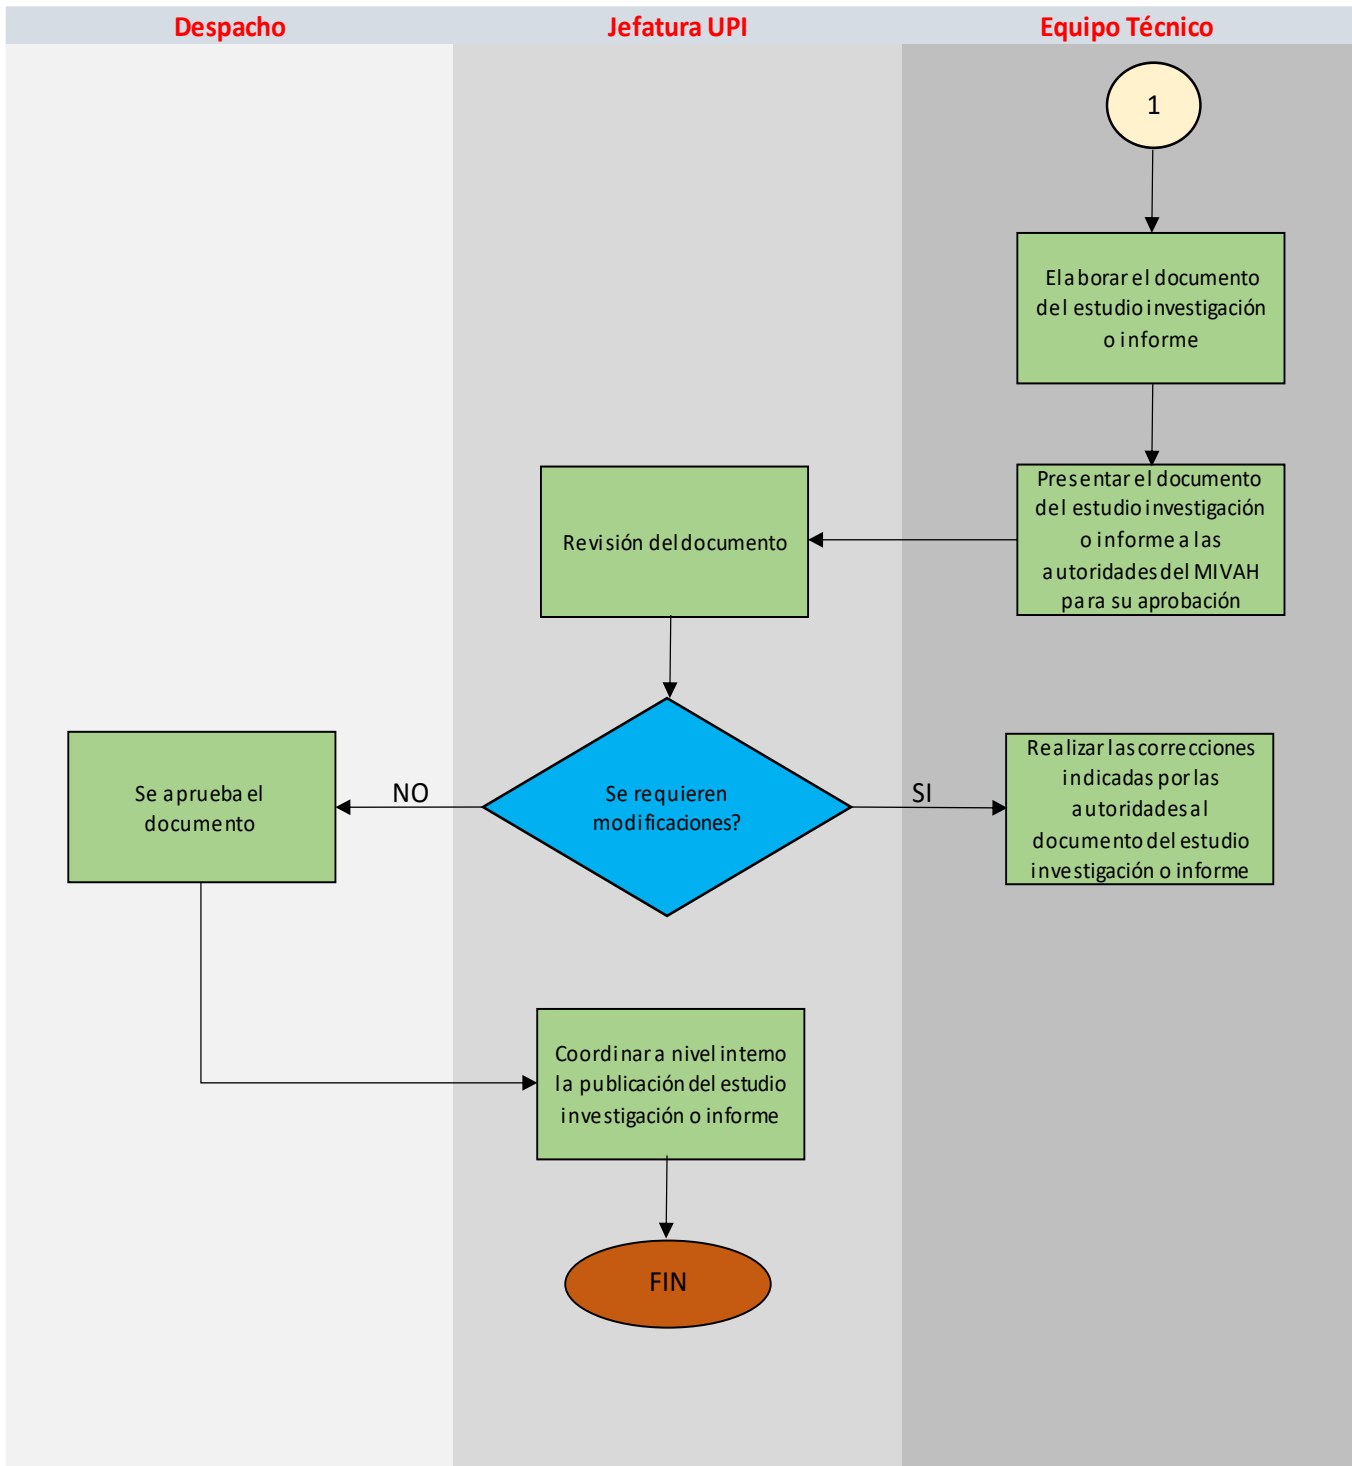 Despacho
Jefatura UPI
Equipo Técnico
1
Elaborar el documento
del estudio investigación
o informe
Presentar el documento
del estudio investigación
o informe a las
autoridades del MIVAH
para su aprobación
Revisión del documento
Se requieren
modificaciones?
NO
SI
Se aprueba el
documento
Realizar las correcciones
indicadas por las
autoridades al
documento del estudio
investigación o informe
Coordinar a nivel interno
la publicación del estudio
investigación o informe
FIN